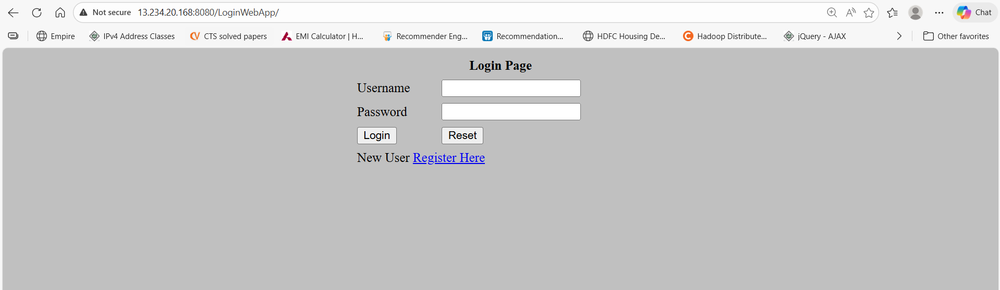 Not secure 13.234.20.168:8080/LoginWebApp/ Chat
Empire IPv4 Address Classes CTS solved papers EMI Calculator | H... Recommender Eng... Recommendation... HDFC Housing De... Hadoop Distribute... jQuery - AJAX Other favorites
Login Page
Username
Password
Login Reset
New User Register Here